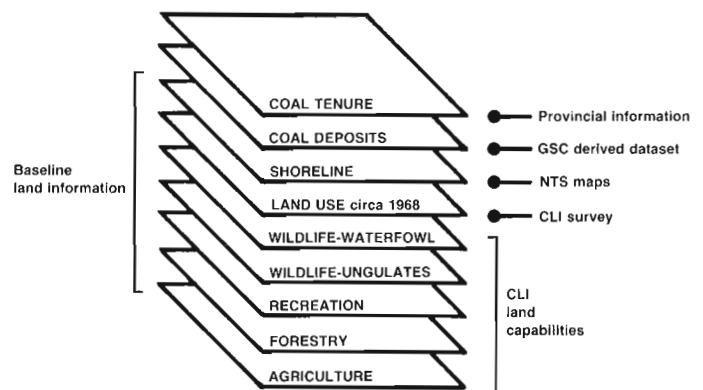 COAL TENURE
Provincial information
COAL DEPOSITS
GSC derived dataset
SHORELINE
NTS maps
Baseline
land information
LAND USE circa 1968
CLI survey
WILDLIFE-WATERFOWL
WILDLIFE-UNGULATES
RECREATION
CLI
land
capabilities
FORESTRY
AGRICULTURE